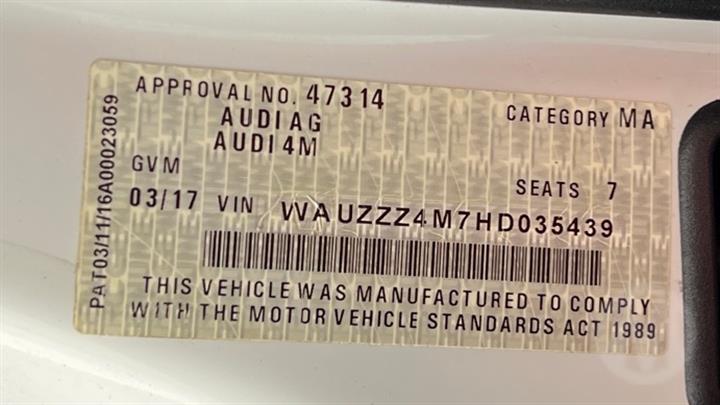 APPROVAL NO. 47314
AUDI AG
AUDI 4M
CATEGORY MA
GVM
SEATS 7
03/17 VIN WAUZZZ4M7HD035439
THIS VEHICLE WAS MANUFACTURED TO COMPLY
WITH THE MOTOR VEHICLE STANDARDS ACT 1989
PAT03/11/16A00023059